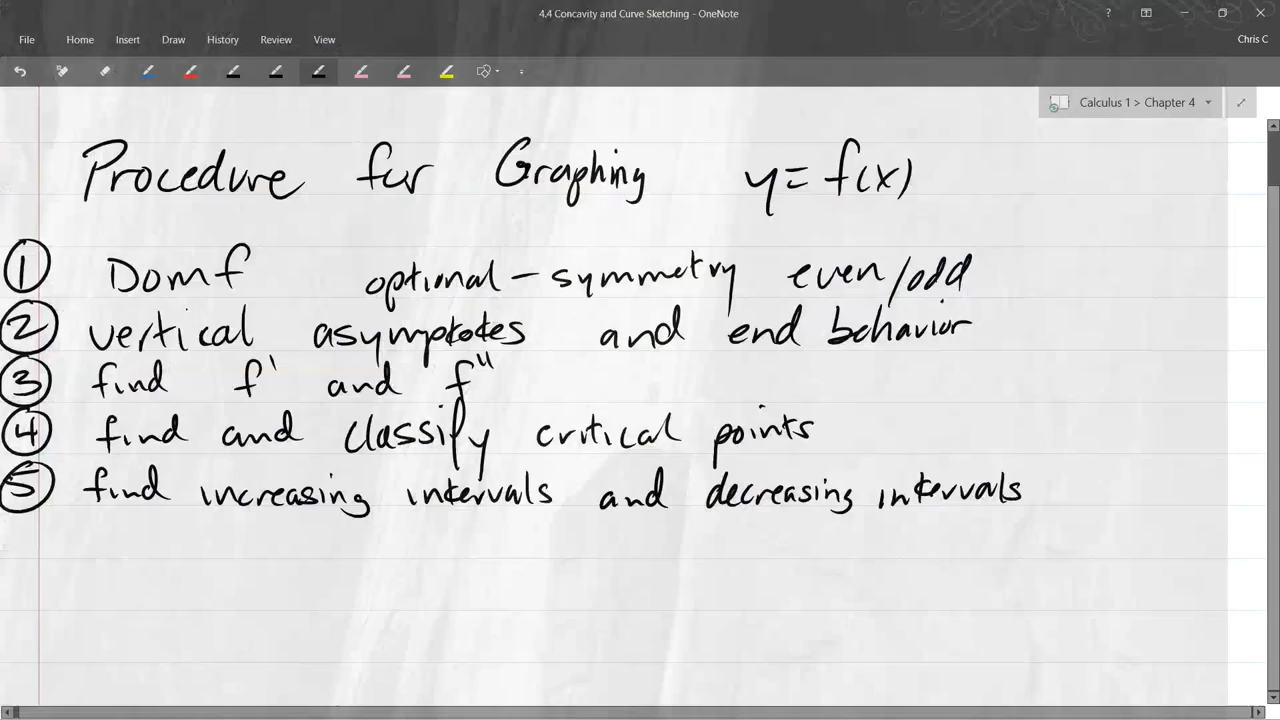 4.4 Concavity and Curve Sketching - OneNote
File Home Insert Draw History Review View
Chris C
Calculus 1 > Chapter 4
Procedure for Graphing y = f(x)
① Dom f optional - symmetry even/odd
② vertical asymptotes and end behavior
③ find f' and f"
④ find and classify critical points
⑤ find increasing intervals and decreasing intervals